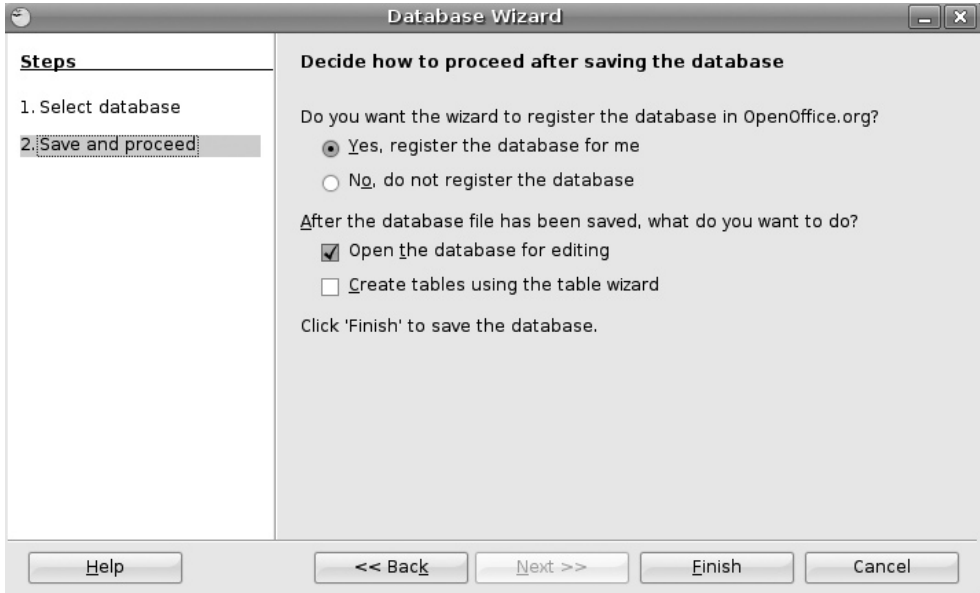 Database Wizard
Steps
1. Select database
2. Save and proceed
Decide how to proceed after saving the database
Do you want the wizard to register the database in OpenOffice.org?
Yes, register the database for me
No, do not register the database
After the database file has been saved, what do you want to do?
Open the database for editing
Create tables using the table wizard
Click 'Finish' to save the database.
Help
<< Back
Next >>
Finish
Cancel